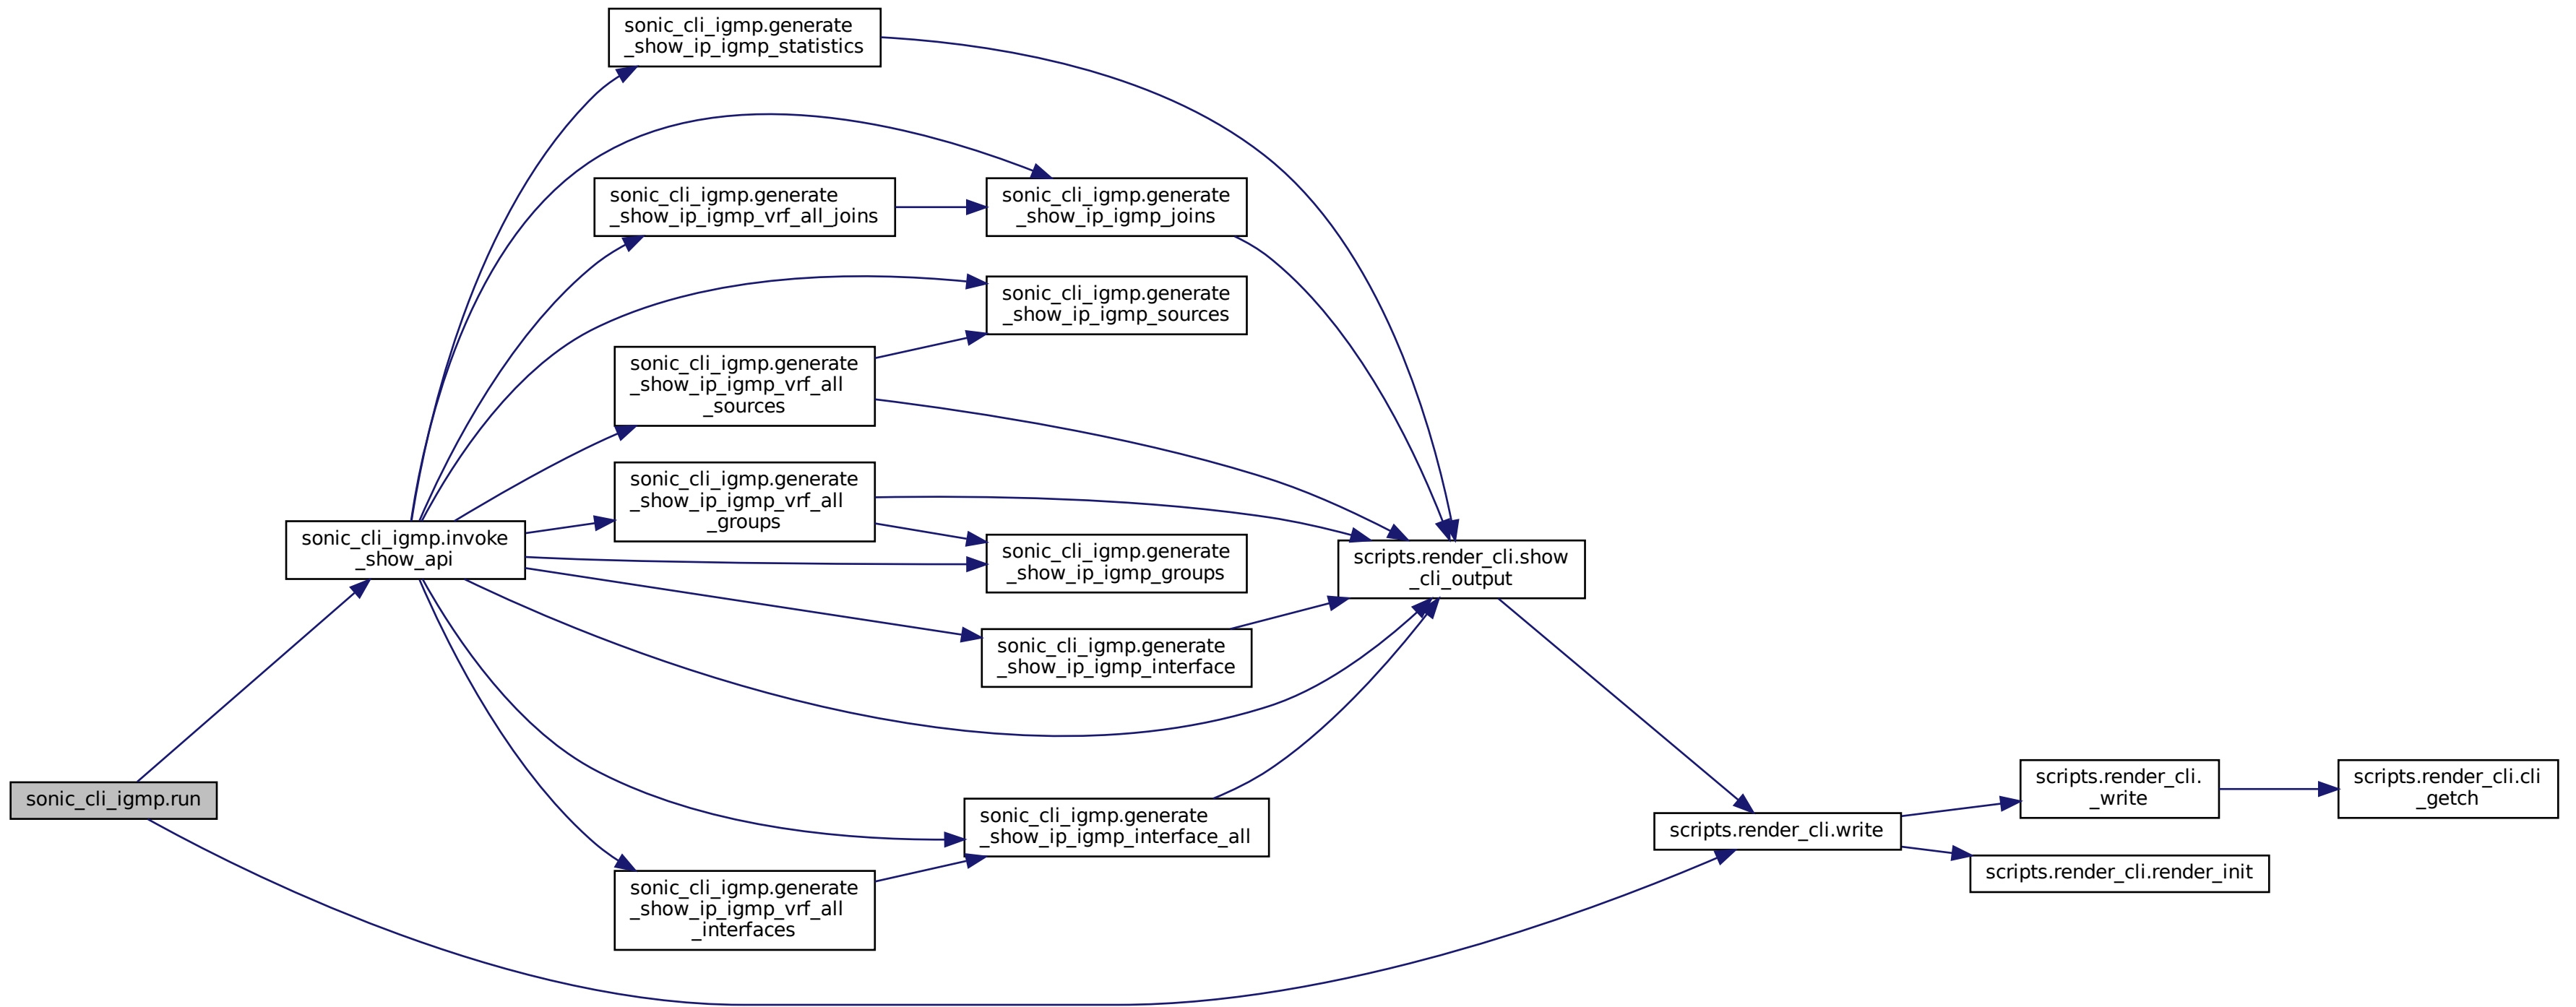 sonic_cli_igmp.generate
_show_ip_igmp_statistics
sonic_cli_igmp.generate
_show_ip_igmp_vrf_all_joins
sonic_cli_igmp.generate
_show_ip_igmp_joins
sonic_cli_igmp.generate
_show_ip_igmp_sources
sonic_cli_igmp.generate
_show_ip_igmp_vrf_all
_sources
sonic_cli_igmp.generate
_show_ip_igmp_vrf_all
_groups
sonic_cli_igmp.invoke
_show_api
sonic_cli_igmp.generate
_show_ip_igmp_groups
scripts.render_cli.show
_cli_output
sonic_cli_igmp.generate
_show_ip_igmp_interface
sonic_cli_igmp.run
sonic_cli_igmp.generate
_show_ip_igmp_interface_all
scripts.render_cli.write
scripts.render_cli.
_write
scripts.render_cli.cli
_getch
scripts.render_cli.render_init
sonic_cli_igmp.generate
_show_ip_igmp_vrf_all
_interfaces